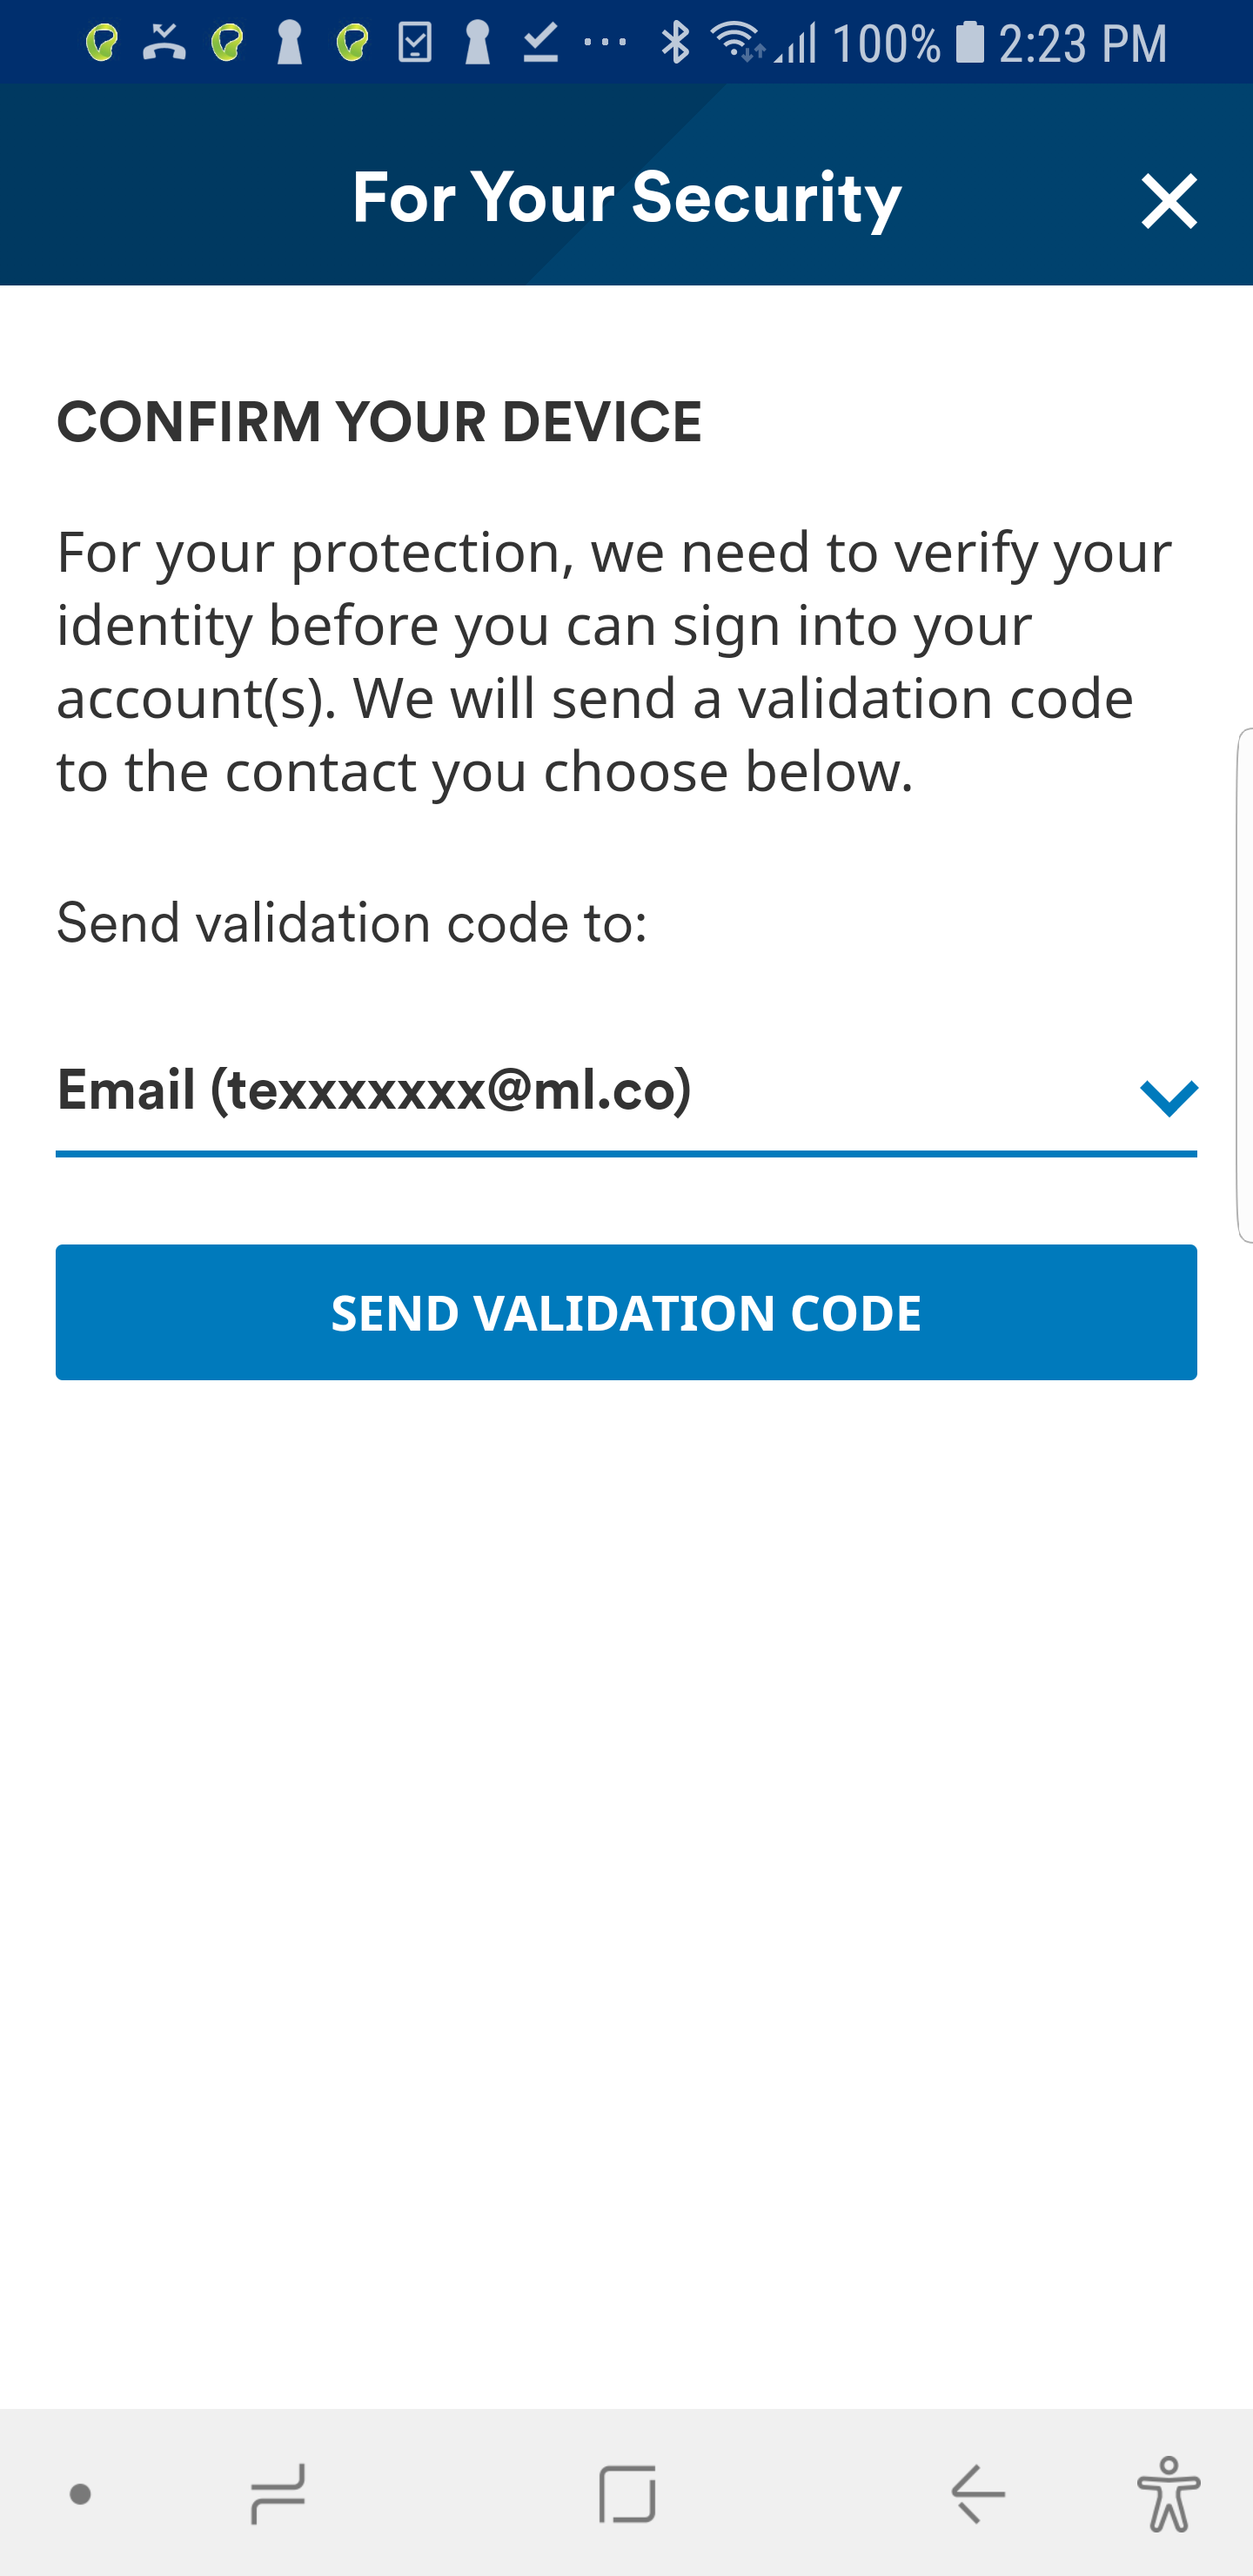 100% 2:23 PM
For Your Security
CONFIRM YOUR DEVICE
For your protection, we need to verify your
identity before you can sign into your
account(s). We will send a validation code
to the contact you choose below.
Send validation code to:
Email (texxxxxxx@ml.co)
SEND VALIDATION CODE